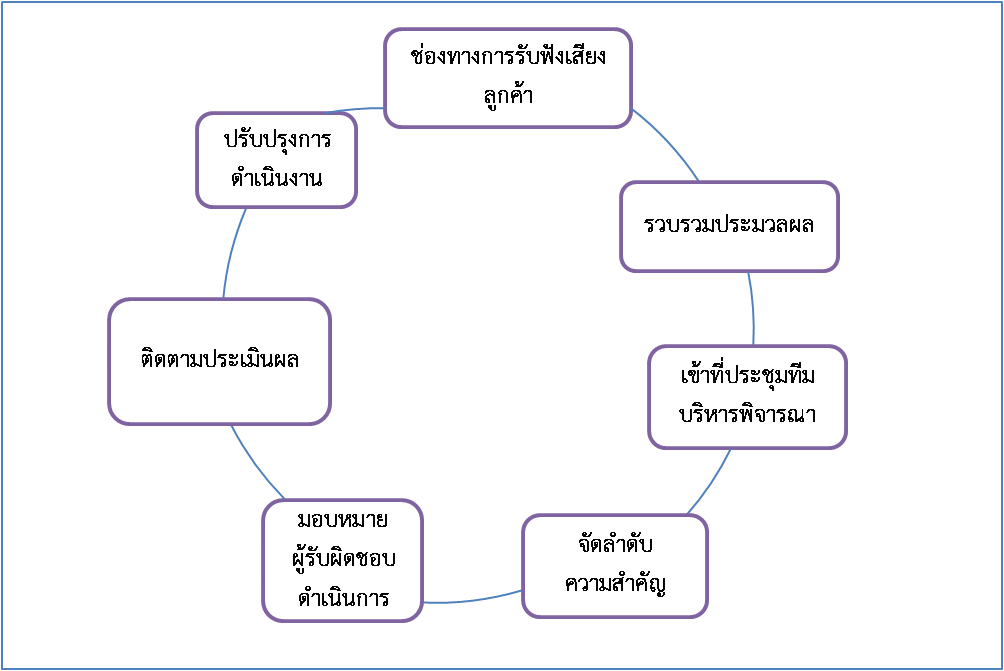 ช่องทางการรับฟังเสียง
ลูกค้า
รวบรวมประมวลผล
เข้าที่ประชุมทีม
บริหารพิจารณา
จัดลำดับ
ความสำคัญ
มอบหมาย
ผู้รับผิดชอบ
ดำเนินการ
ติดตามประเมินผล
ปรับปรุงการ
ดำเนินงาน